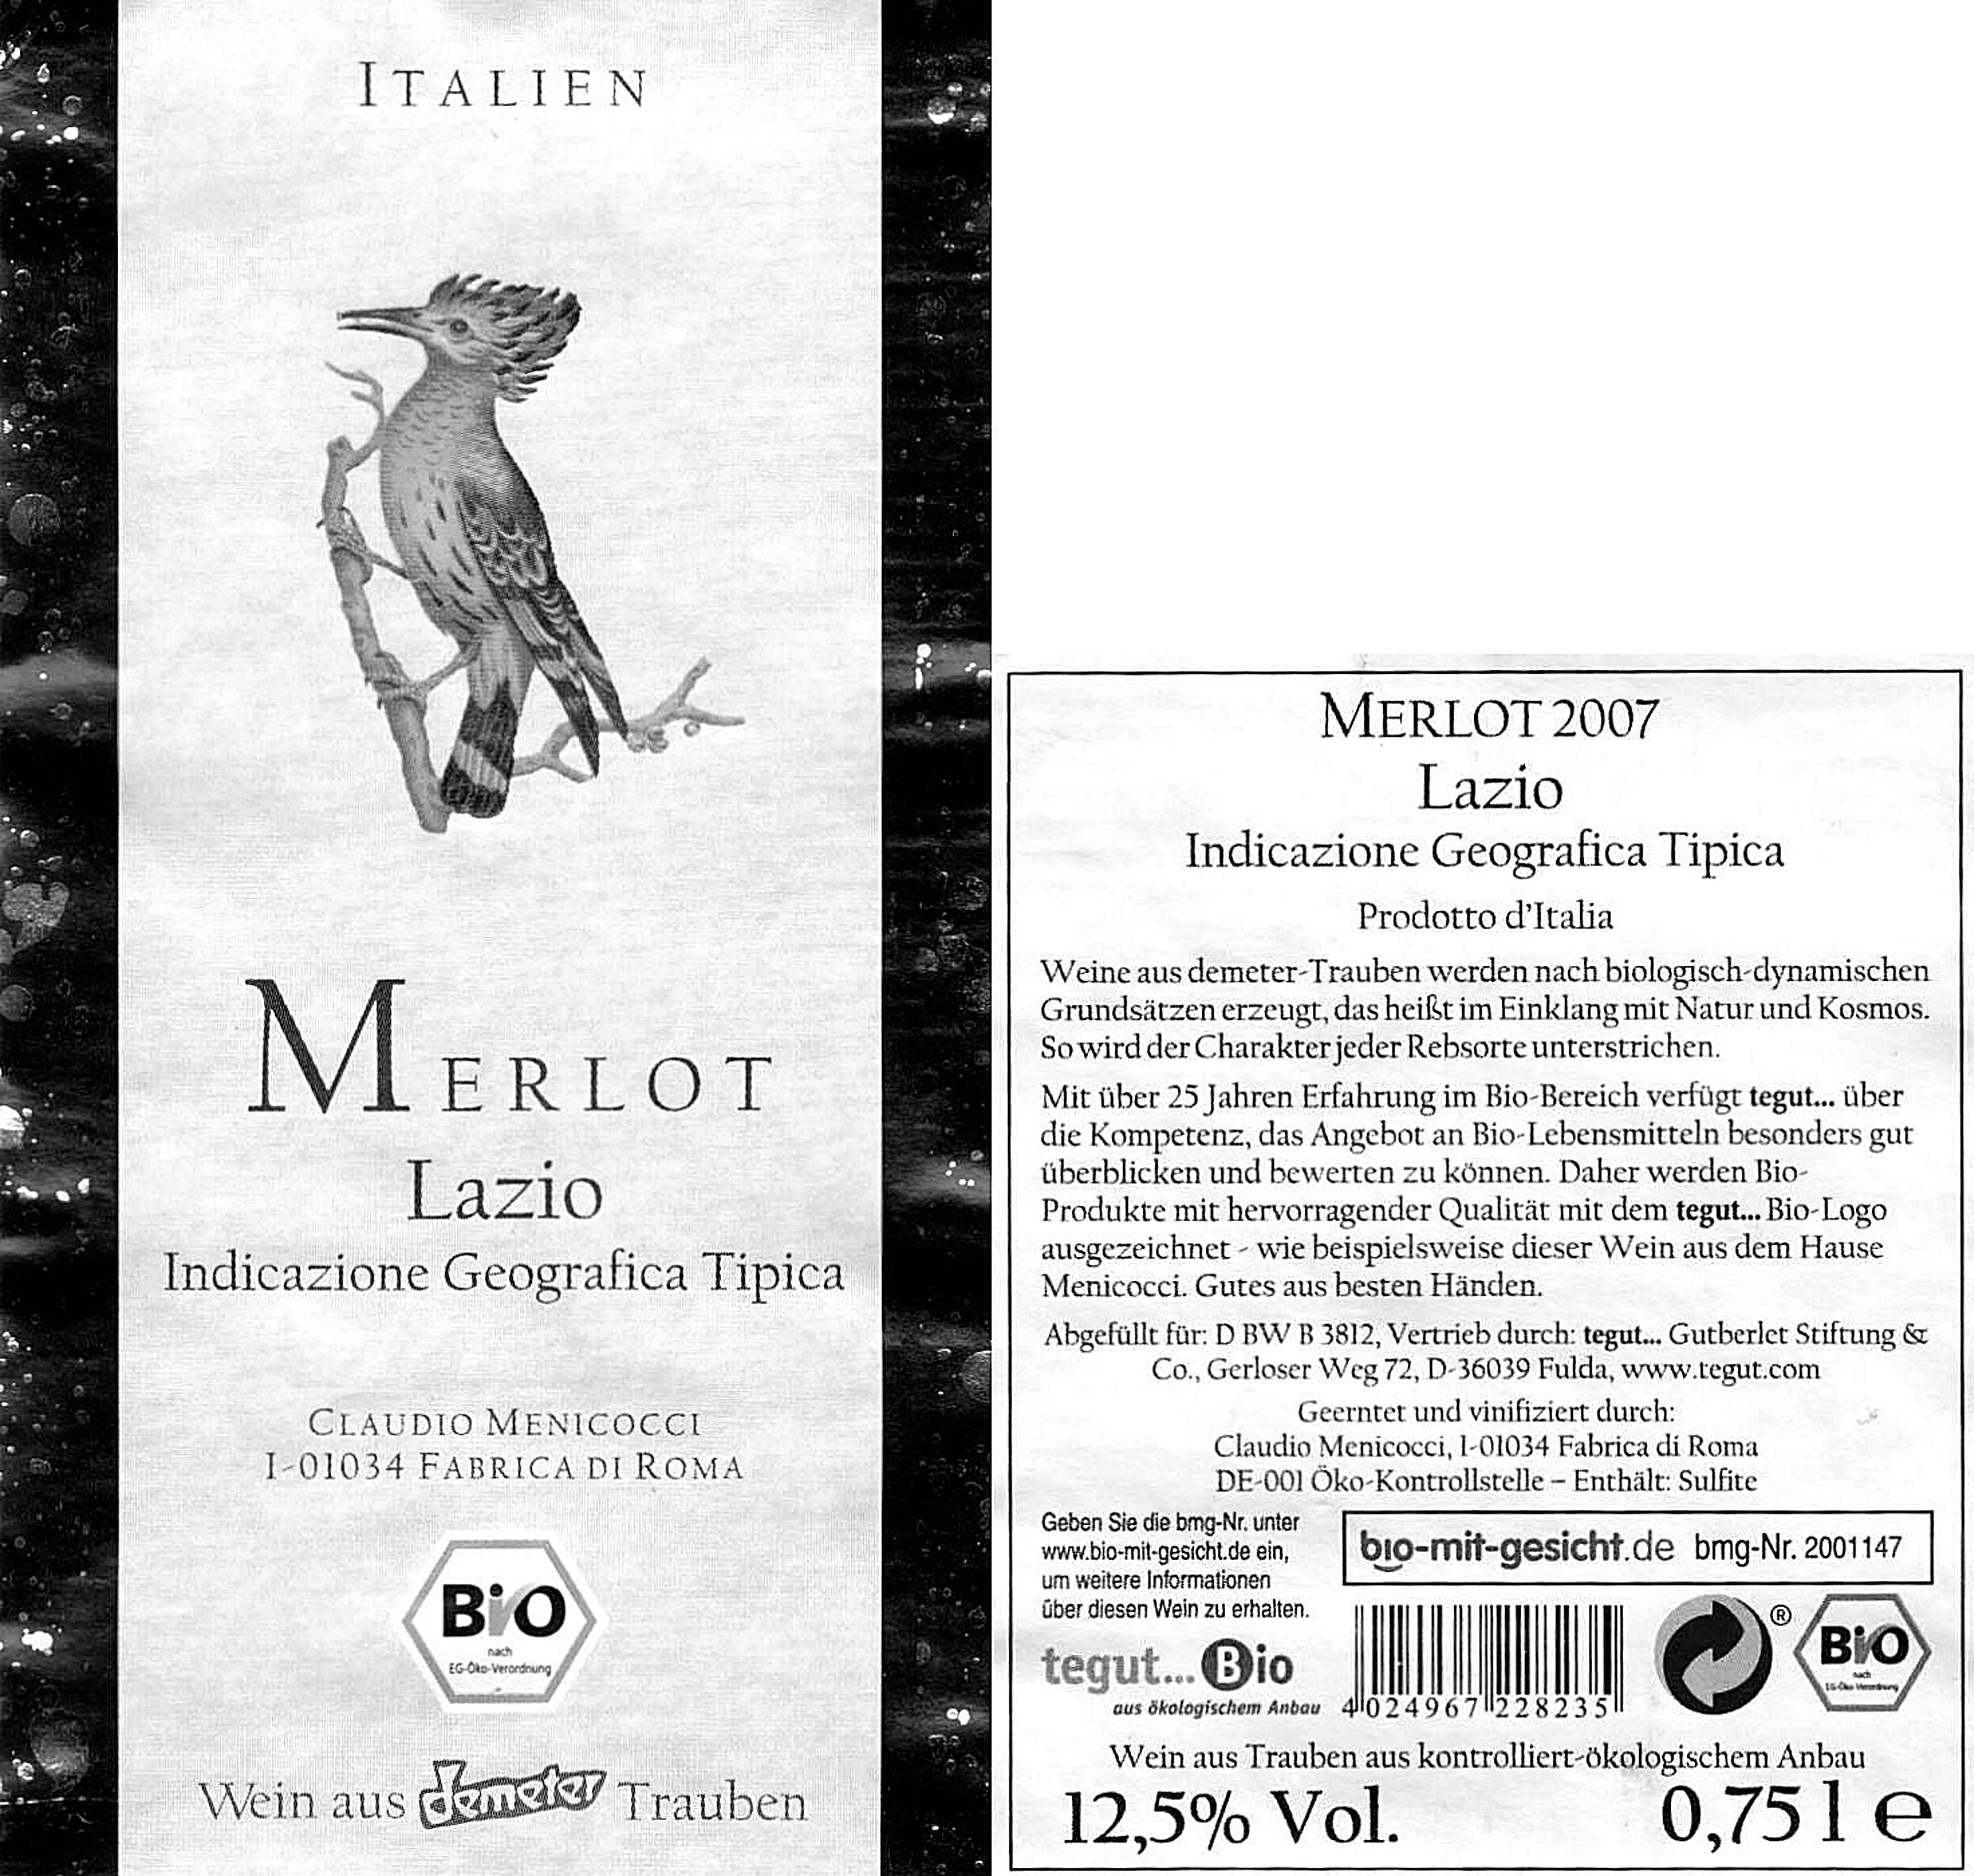 ITALIEN
MERLOT
Lazio
Indicazione Geografica Tipica
CLAUDIO MENICOCCI
I-01034 FABRICA DI ROMA
BiO
nach
EG-Öko-Verordnung
Wein aus demeter Trauben
MERLOT 2007
Lazio
Indicazione Geografica Tipica
Prodotto d'Italia
Weine aus demeter-Trauben werden nach biologisch-dynamischen
Grundsätzen erzeugt, das heißt im Einklang mit Natur und Kosmos.
So wird der Charakter jeder Rebsorte unterstrichen.
Mit über 25 Jahren Erfahrung im Bio-Bereich verfügt tegut... über
die Kompetenz, das Angebot an Bio-Lebensmitteln besonders gut
überblicken und bewerten zu können. Daher werden Bio-
Produkte mit hervorragender Qualität mit dem tegut... Bio-Logo
ausgezeichnet - wie beispielsweise dieser Wein aus dem Hause
Menicocci. Gutes aus besten Händen.
Abgefüllt für: D BW B 3812, Vertrieb durch: tegut... Gutberlet Stiftung &
Co., Gerloser Weg 72, D-36039 Fulda, www.tegut.com
Geerntet und vinifiziert durch:
Claudio Menicocci, I-01034 Fabrica di Roma
DE-001 Öko-Kontrollstelle – Enthält: Sulfite
Geben Sie die bmg-Nr. unter
www.bio-mit-gesicht.de ein,
um weitere Informationen
über diesen Wein zu erhalten.
bio-mit-gesicht.de bmg-Nr. 2001147
tegut... Bio
aus ökologischem Anbau
4 024967 228235
®
BiO
nach
EG-Öko-Verordnung
Wein aus Trauben aus kontrolliert-ökologischem Anbau
12,5% Vol. 0,75 l e